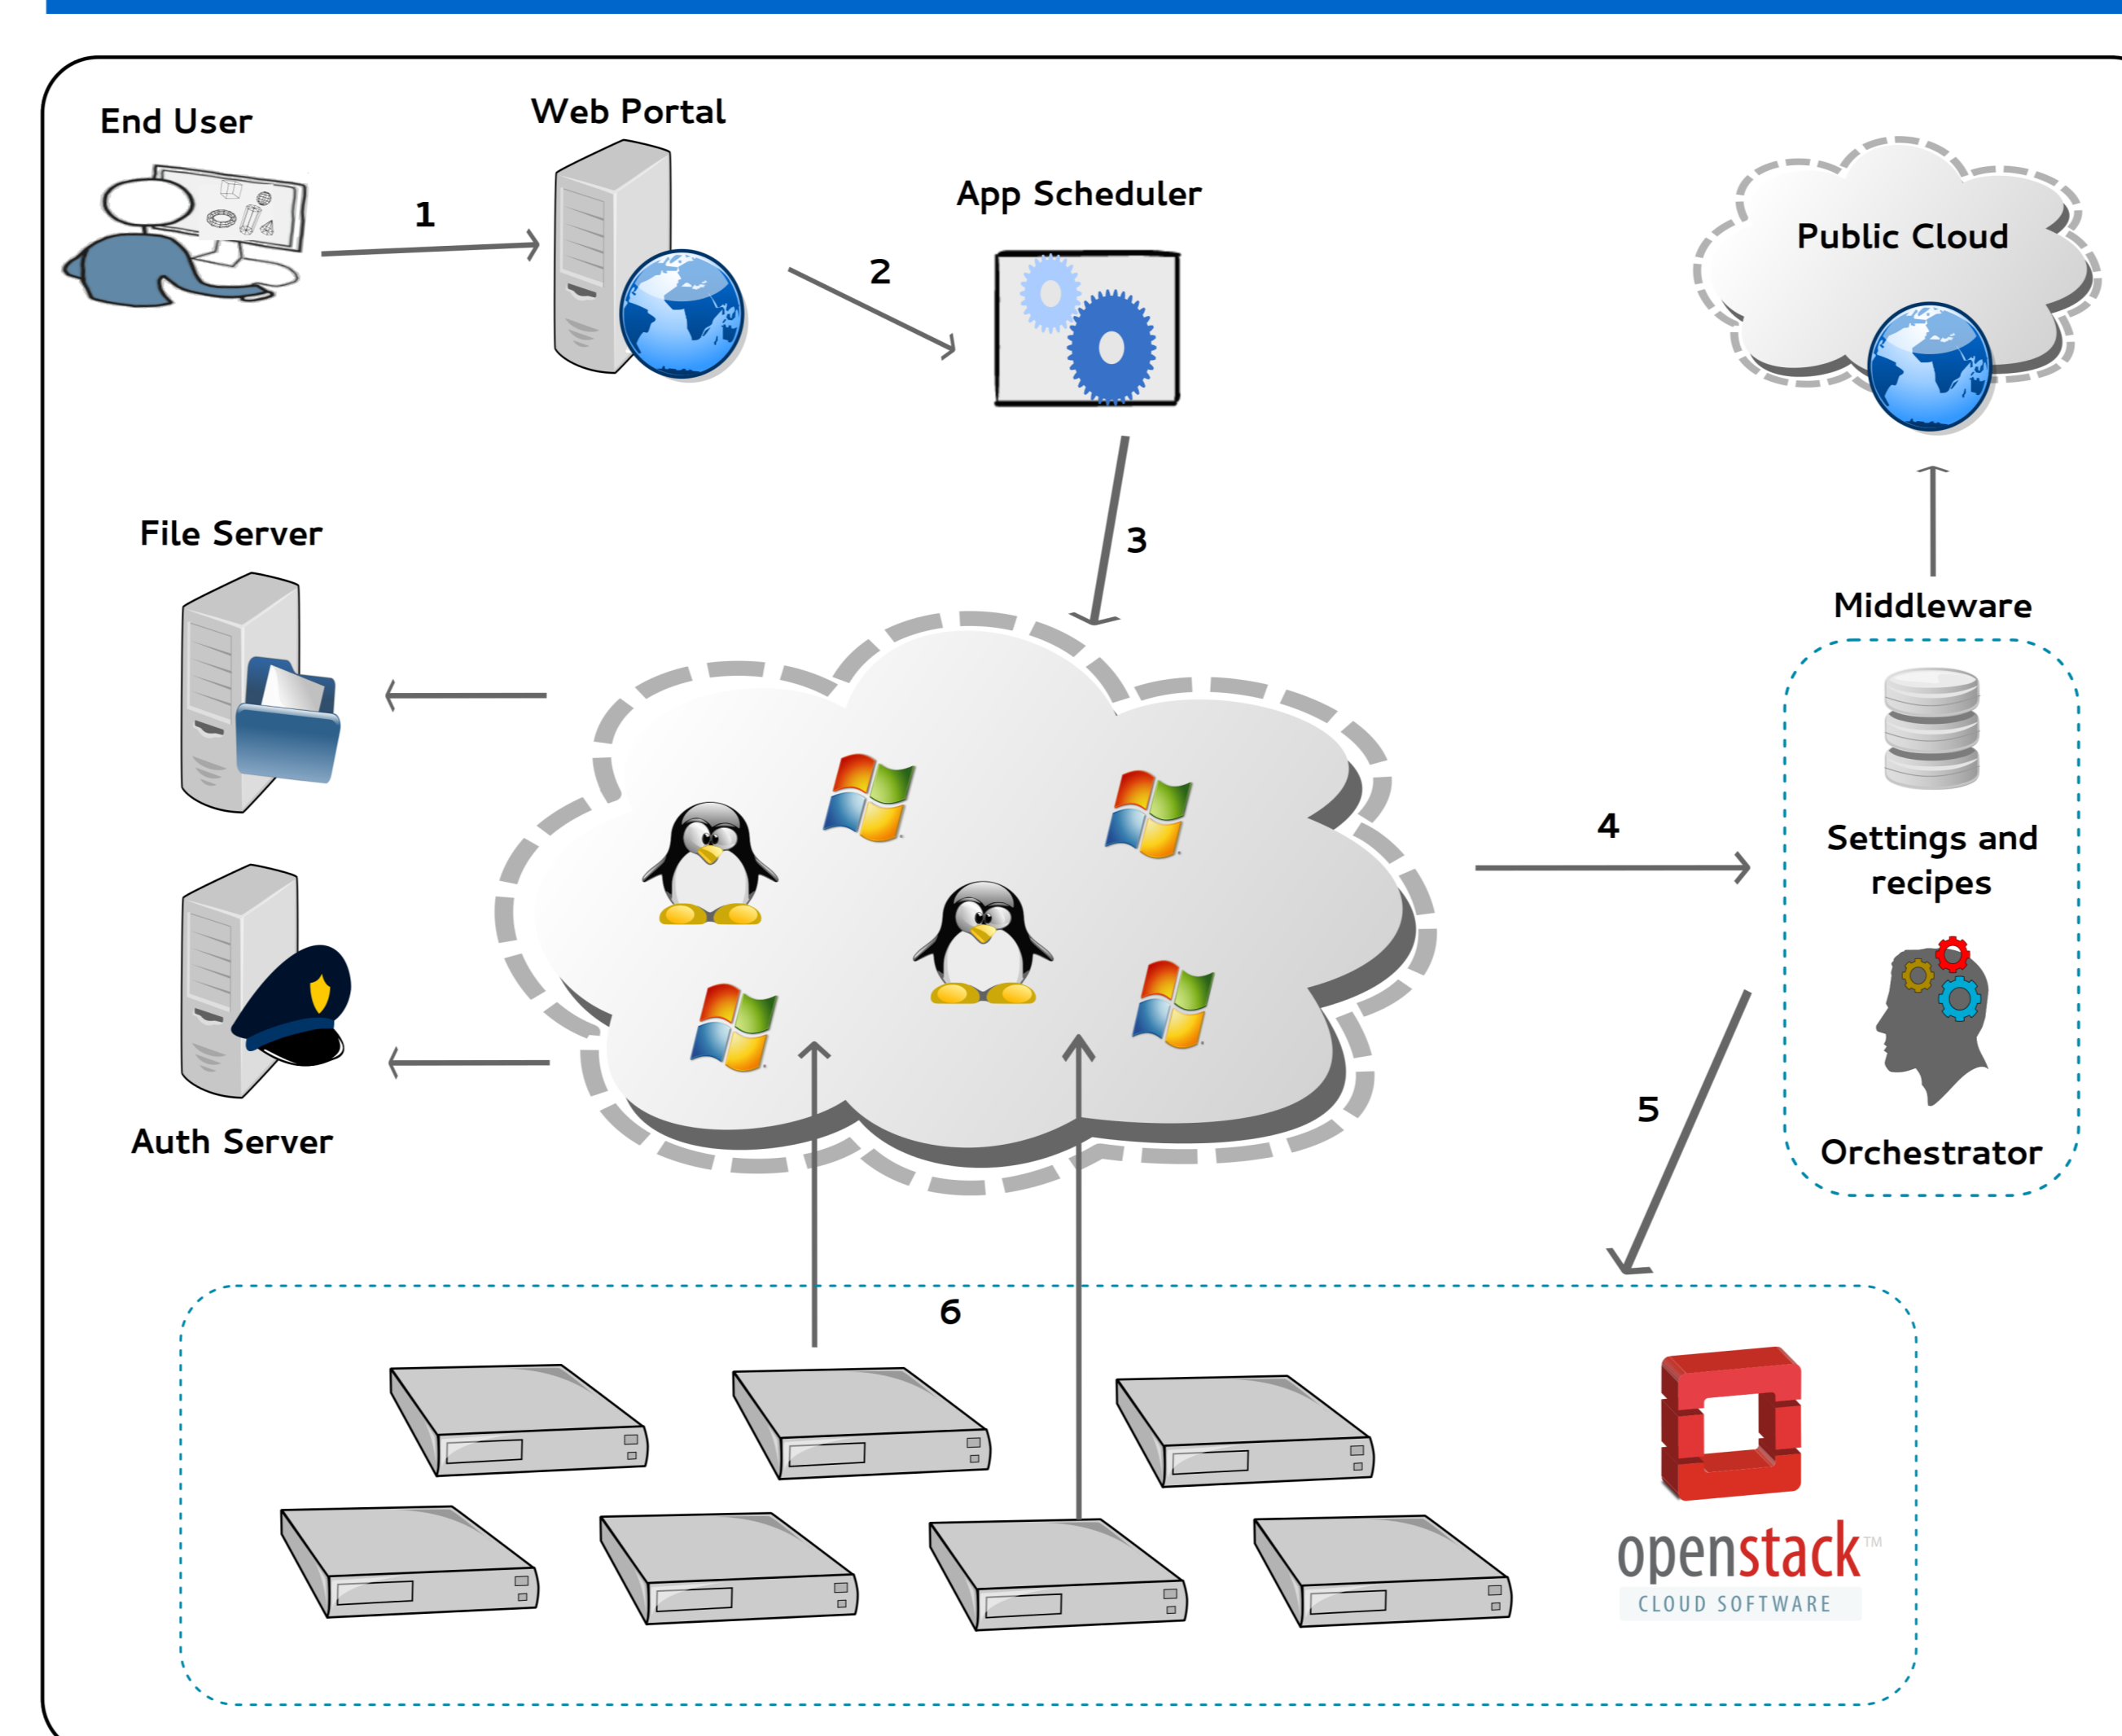 End User
Web Portal
1
App Scheduler
2
Public Cloud
3
File Server
Middleware
4
Settings and
recipes
5
Auth Server
Orchestrator
6
openstack™
CLOUD SOFTWARE